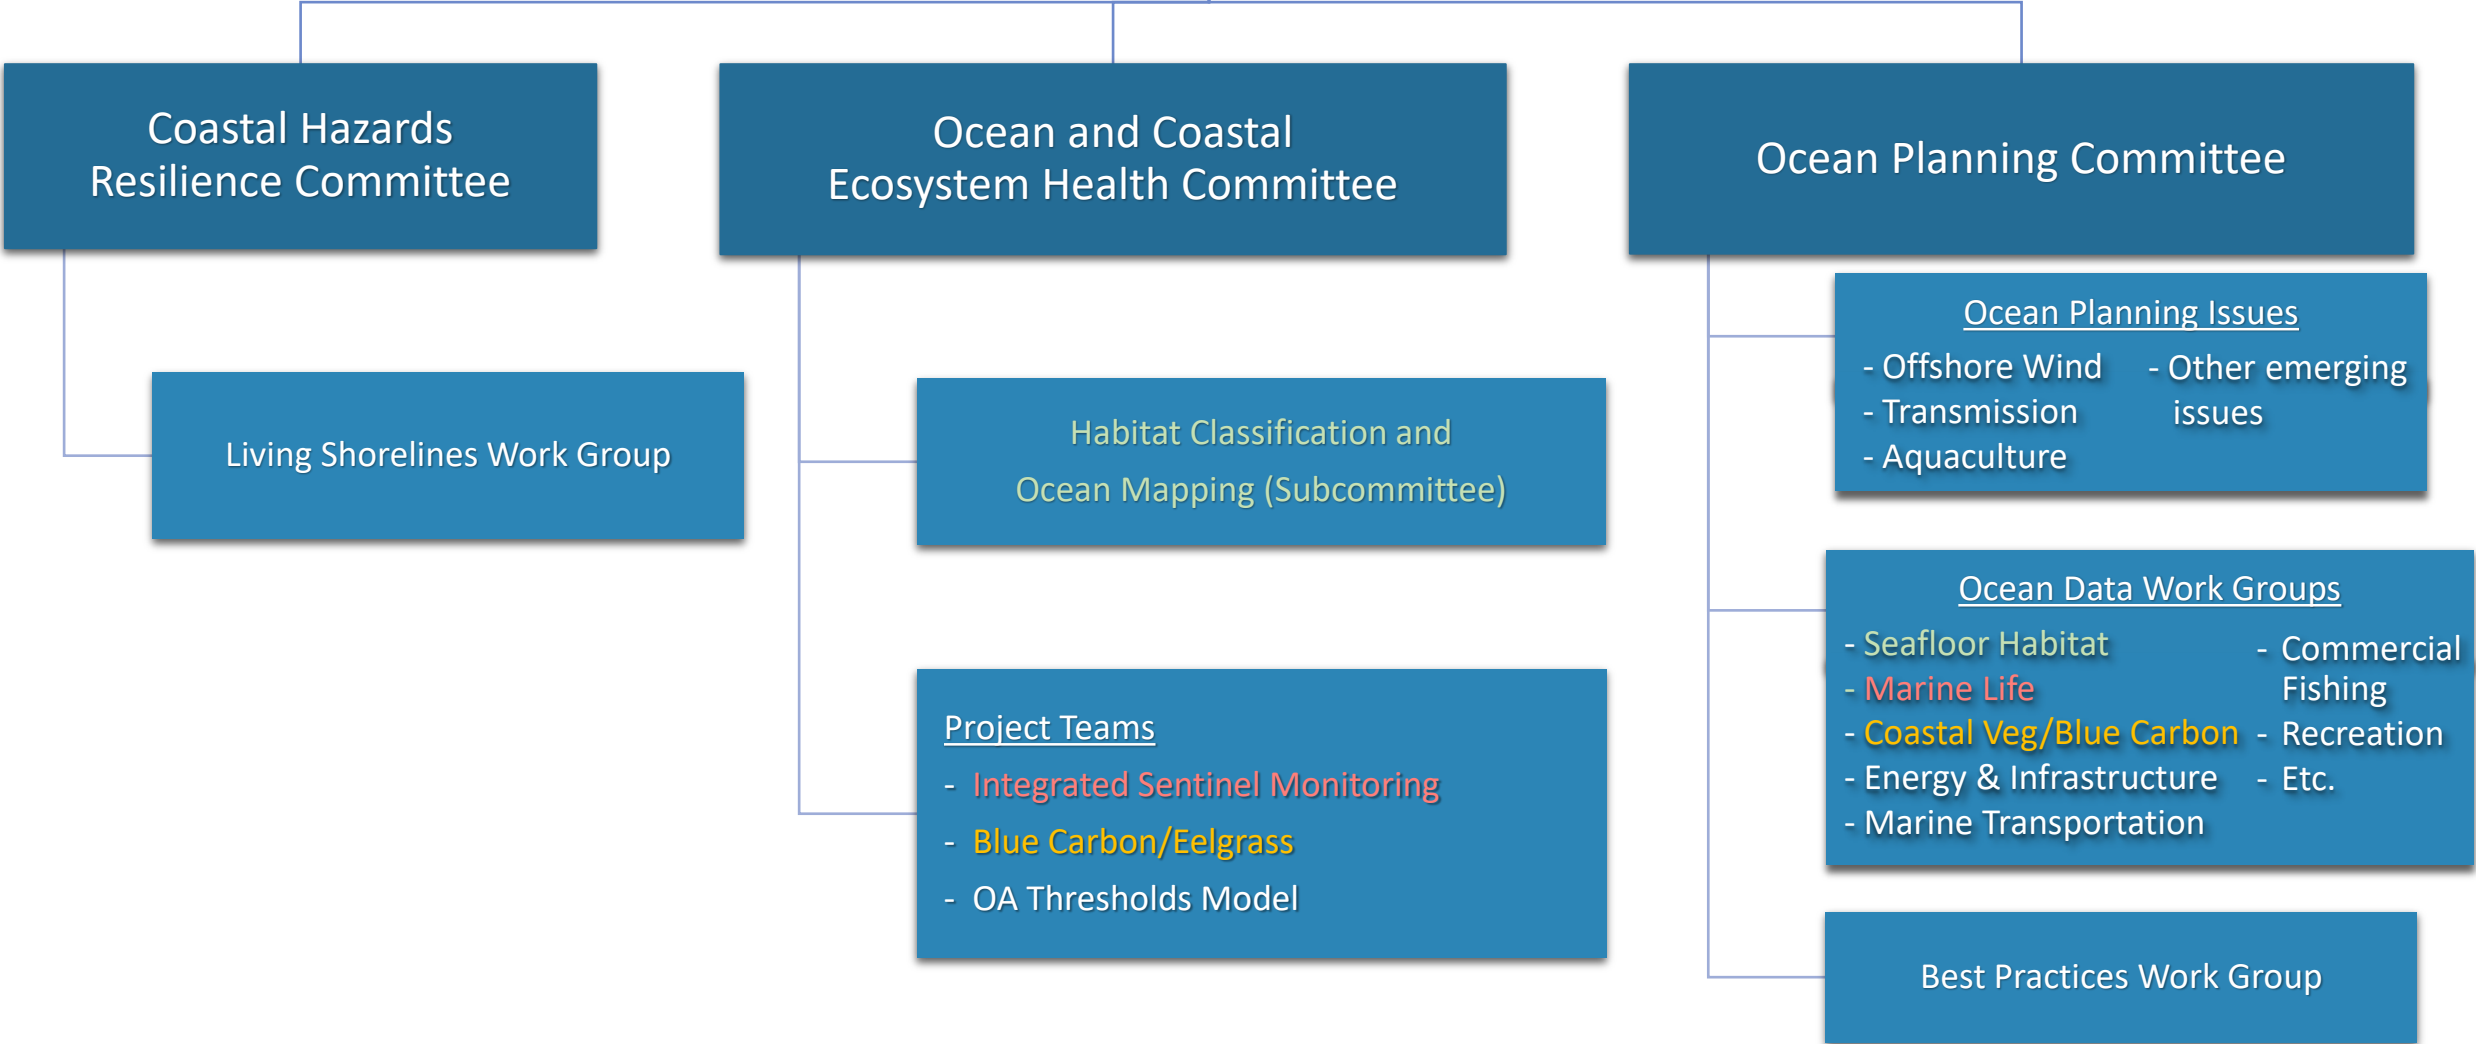 Coastal Hazards
Resilience Committee
Ocean and Coastal
Ecosystem Health Committee
Ocean Planning Committee
Living Shorelines Work Group
Habitat Classification and
Ocean Mapping (Subcommittee)
Project Teams
- Integrated Sentinel Monitoring
- Blue Carbon/Eelgrass
- OA Thresholds Model
Ocean Planning Issues
- Offshore Wind
- Transmission
- Aquaculture
- Other emerging
issues
Ocean Data Work Groups
- Seafloor Habitat
- Marine Life
- Coastal Veg/Blue Carbon
- Energy & Infrastructure
- Marine Transportation
- Commercial
Fishing
- Recreation
- Etc.
Best Practices Work Group